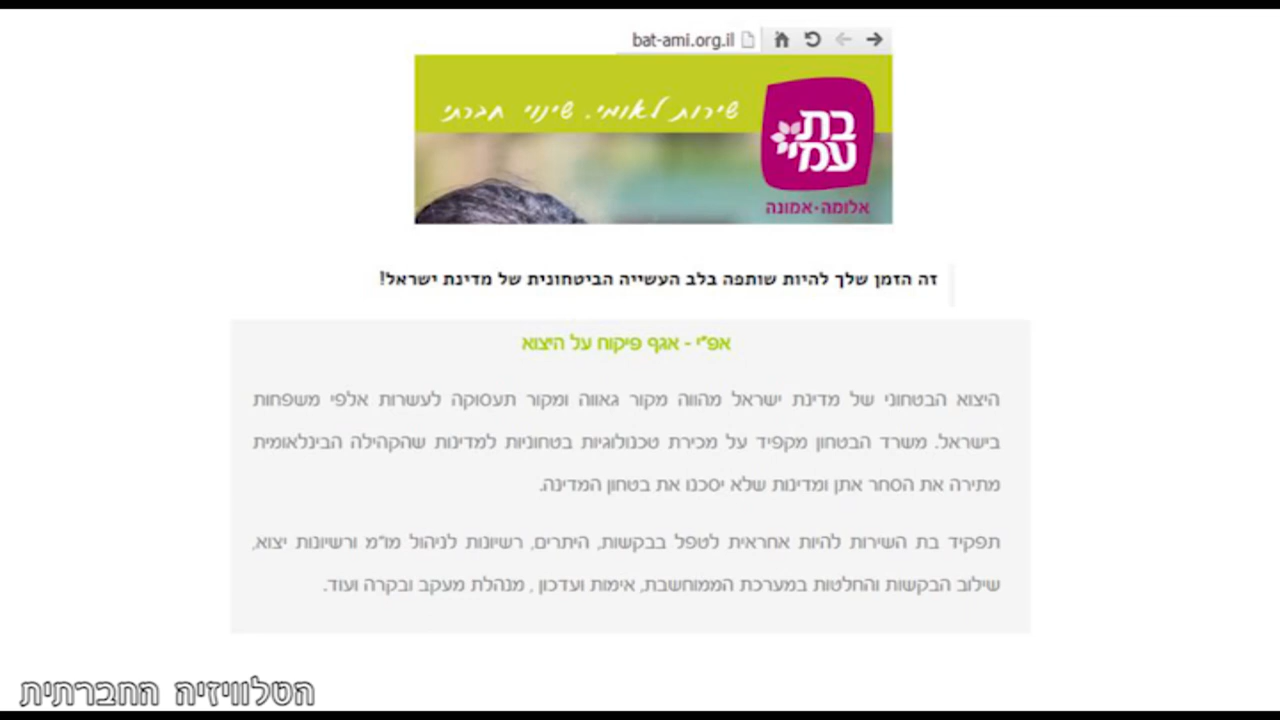 bat-ami.org.il
שירות לאומי. שינוי חברתי
בת
עמי
אלומה·אמונה
זה הזמן שלך להיות שותפה בלב העשייה הביטחונית של מדינת ישראל!
אפ"י - אגף פיקוח על היצוא
היצוא הבטחוני של מדינת ישראל מהווה מקור גאווה ומקור תעסוקה לעשרות אלפי משפחות
בישראל. משרד הבטחון מקפיד על מכירת טכנולוגיות בטחוניות למדינות שהקהילה הבינלאומית
מתירה את הסחר אתן ומדינות שלא יסכנו את בטחון המדינה.
תפקיד בת השירות להיות אחראית לטפל בבקשות, היתרים, רשיונות לניהול מו"מ ורשיונות יצוא,
שילוב הבקשות והחלטות במערכת הממוחשבת, אימות ועדכון , מנהלת מעקב ובקרה ועוד.
הטלוויזיה החברתית